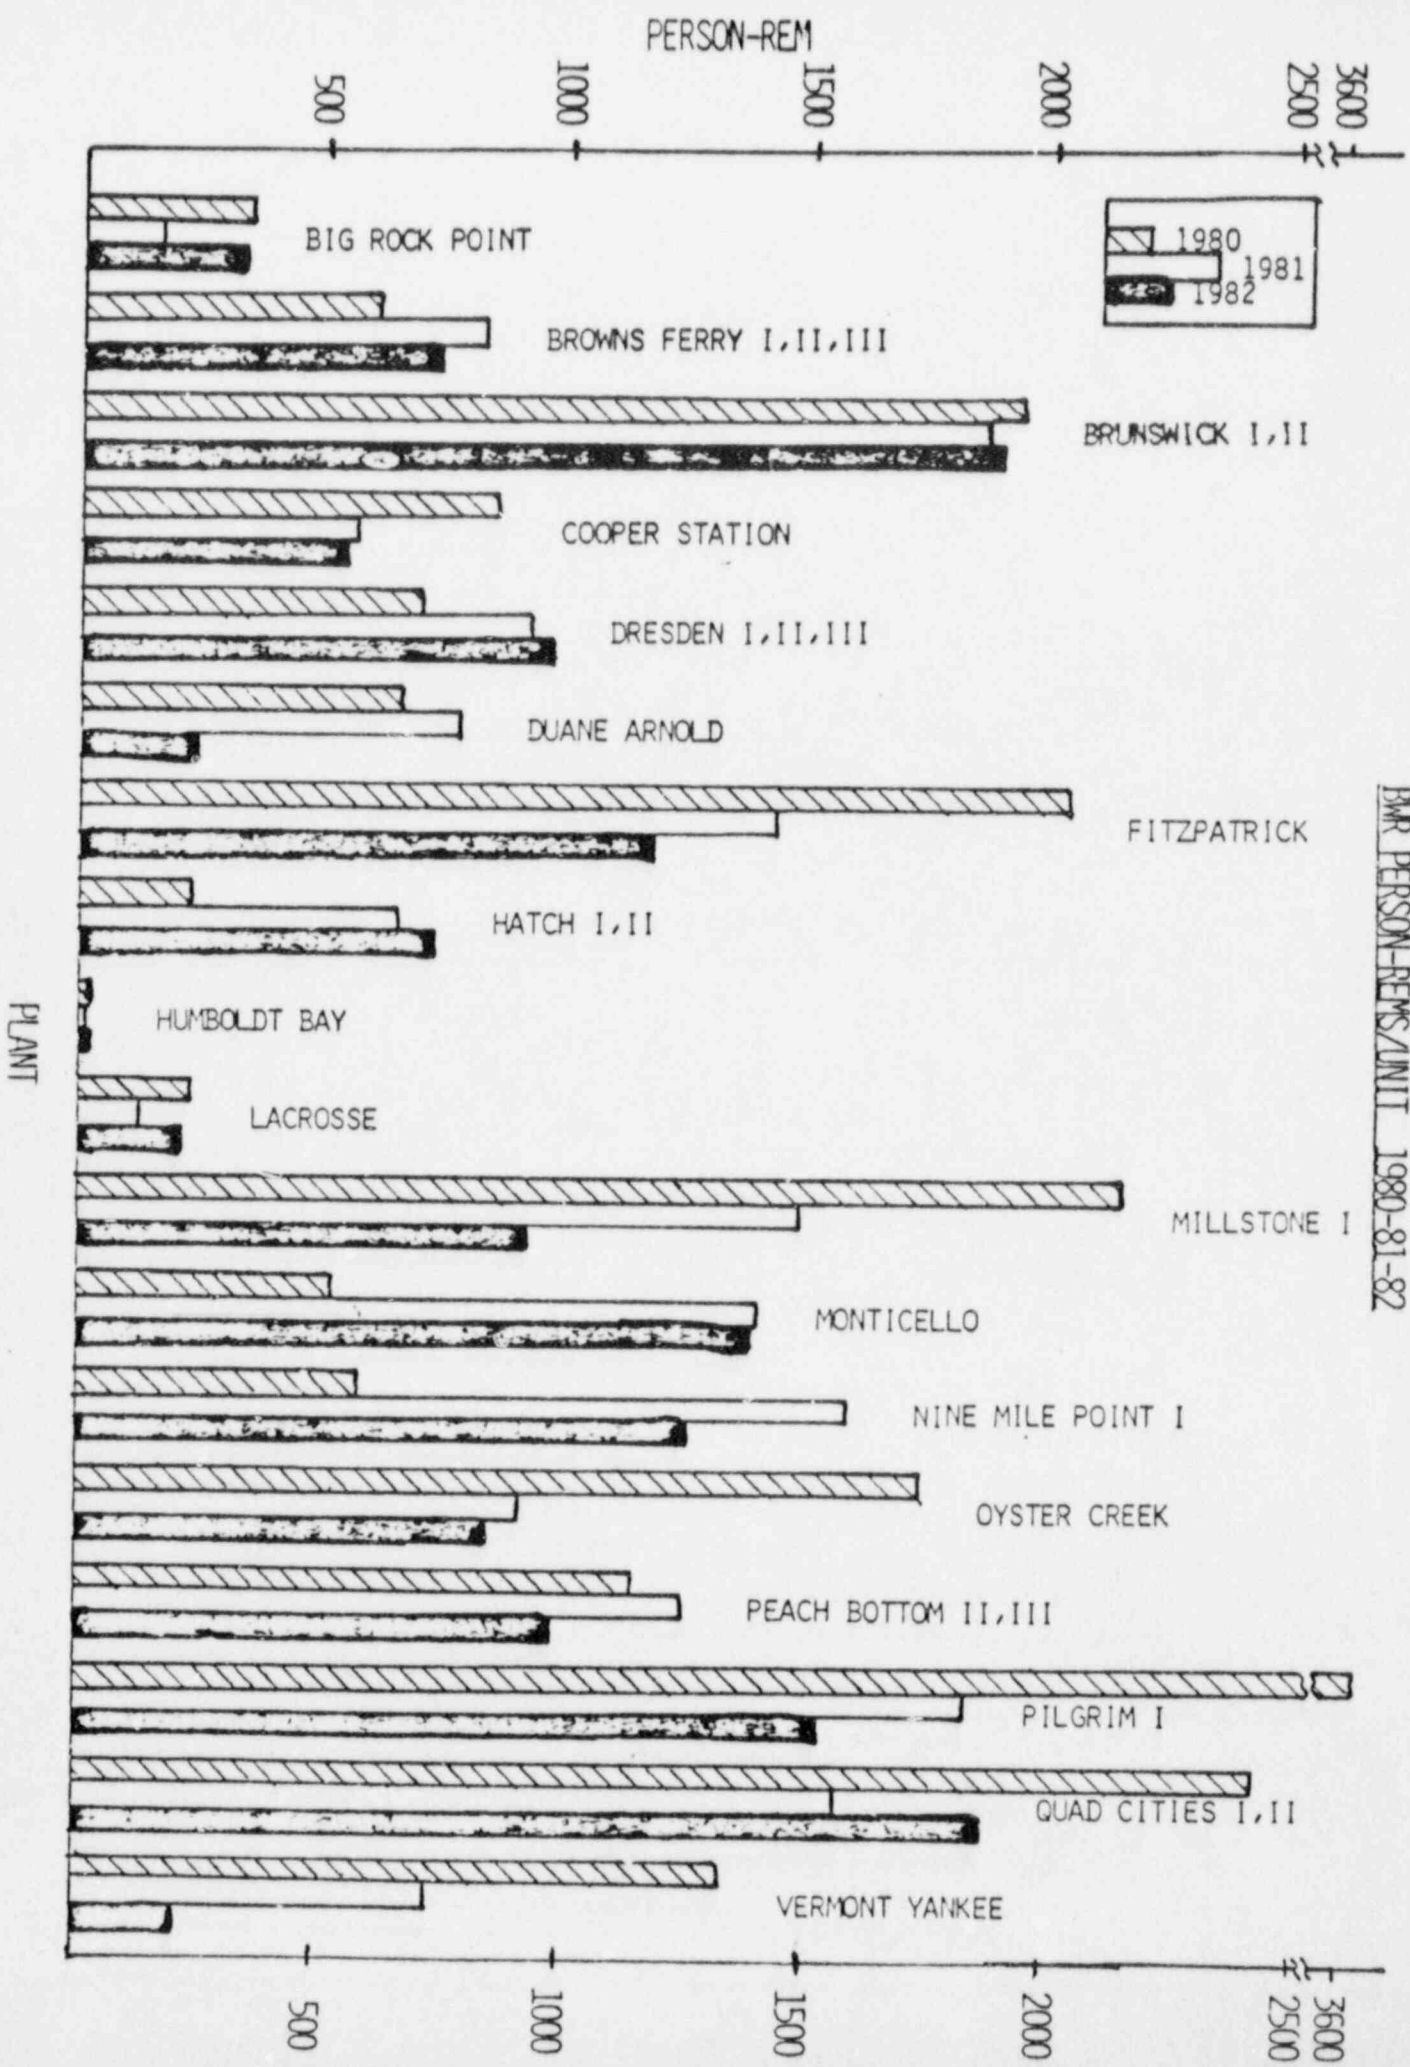 PERSON-REM
500
1000
1500
2000
2500
3600
1980
1981
1982
BIG ROCK POINT
BROWNS FERRY I,II,III
BRUNSWICK I,II
COOPER STATION
DRESDEN I,II,III
DUANE ARNOLD
FITZPATRICK
HATCH I,II
HUMBOLDT BAY
LACROSSE
MILLSTONE I
MONTICELLO
NINE MILE POINT I
OYSTER CREEK
PEACH BOTTOM II,III
PILGRIM I
QUAD CITIES I,II
VERMONT YANKEE
500
1000
1500
2000
2500
3600
PLANT
BWR PERSON-REMS/UNIT 1980-81-82